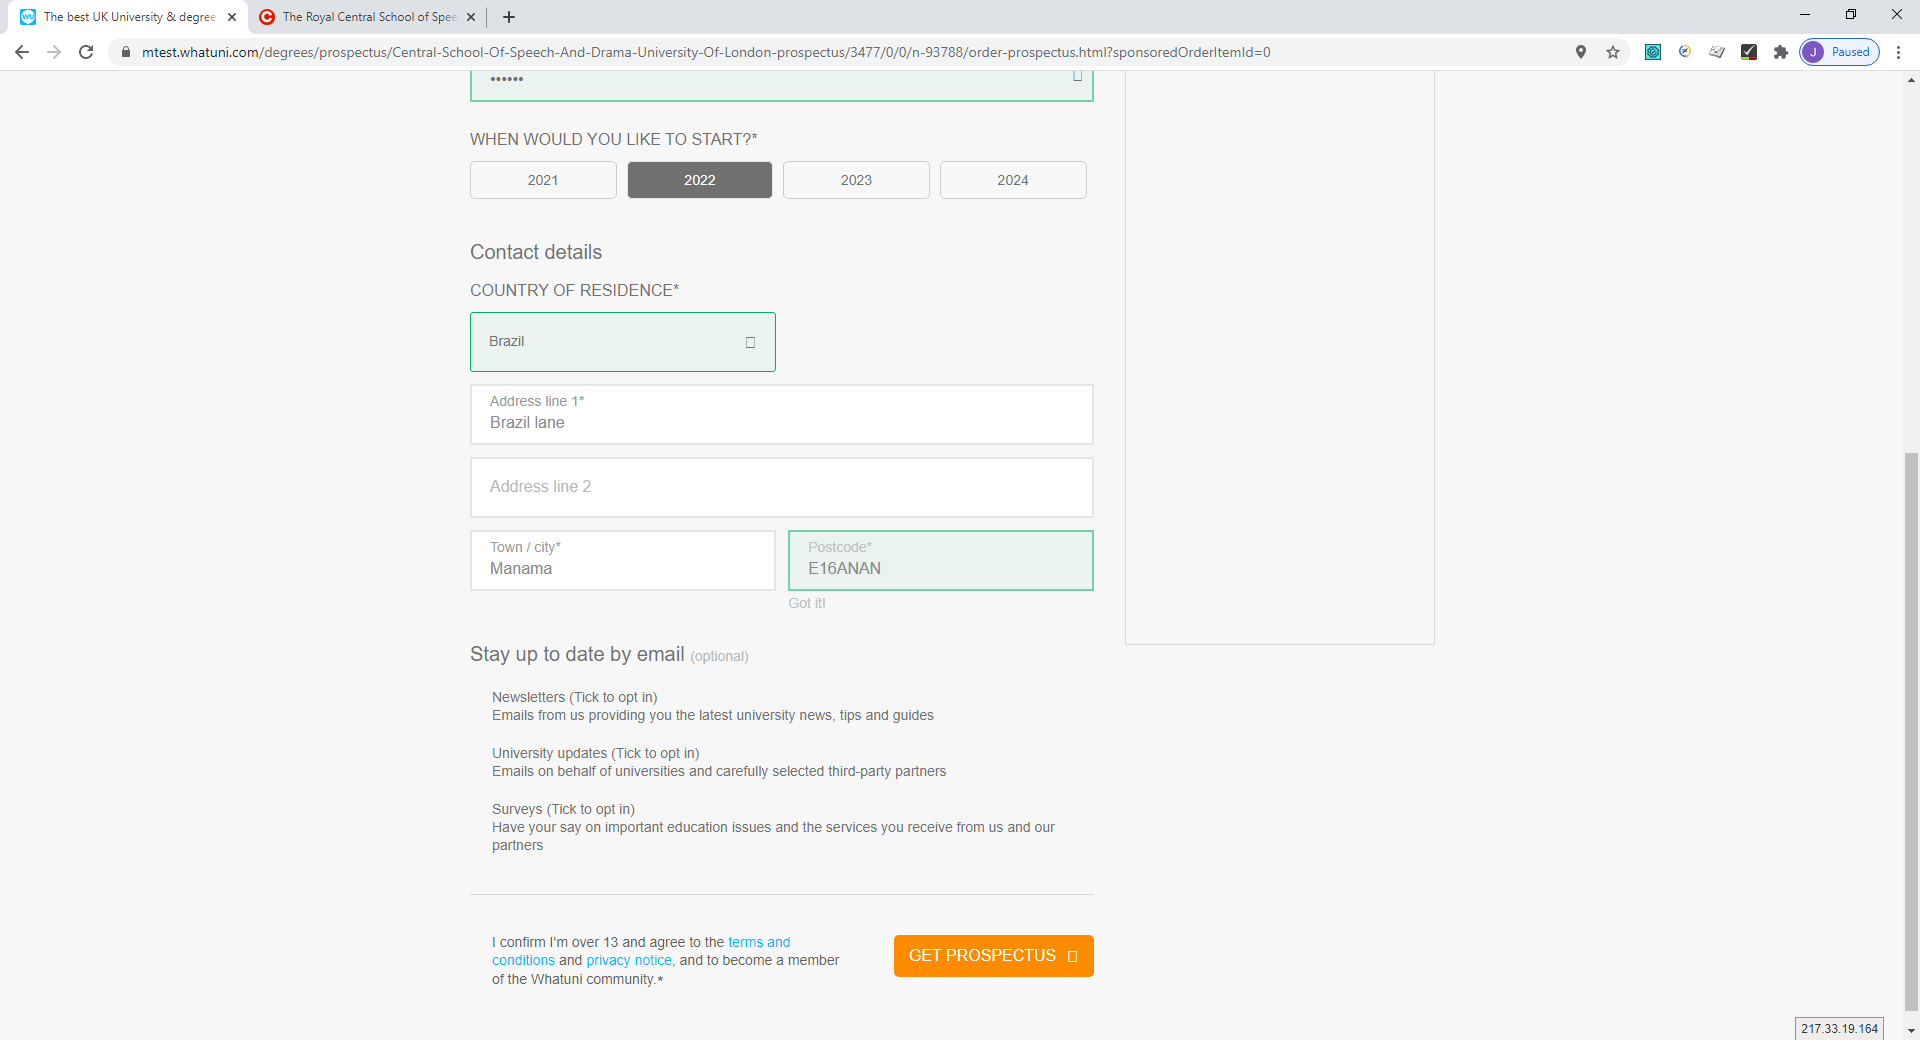 The best UK University & degree
The Royal Central School of Spee
mtest.whatuni.com/degrees/prospectus/Central-School-Of-Speech-And-Drama-University-Of-London-prospectus/3477/0/0/n-93788/order-prospectus.html?sponsoredOrderItemId=0
J Paused
••••••
WHEN WOULD YOU LIKE TO START?*
2021 2022 2023 2024
Contact details
COUNTRY OF RESIDENCE*
Brazil
Address line 1*
Brazil lane
Address line 2
Town / city*
Manama
Postcode*
E16ANAN
Got it!
Stay up to date by email (optional)
Newsletters (Tick to opt in)
Emails from us providing you the latest university news, tips and guides
University updates (Tick to opt in)
Emails on behalf of universities and carefully selected third-party partners
Surveys (Tick to opt in)
Have your say on important education issues and the services you receive from us and our
partners
I confirm I'm over 13 and agree to the terms and
conditions and privacy notice, and to become a member
of the Whatuni community.*
GET PROSPECTUS
217.33.19.164